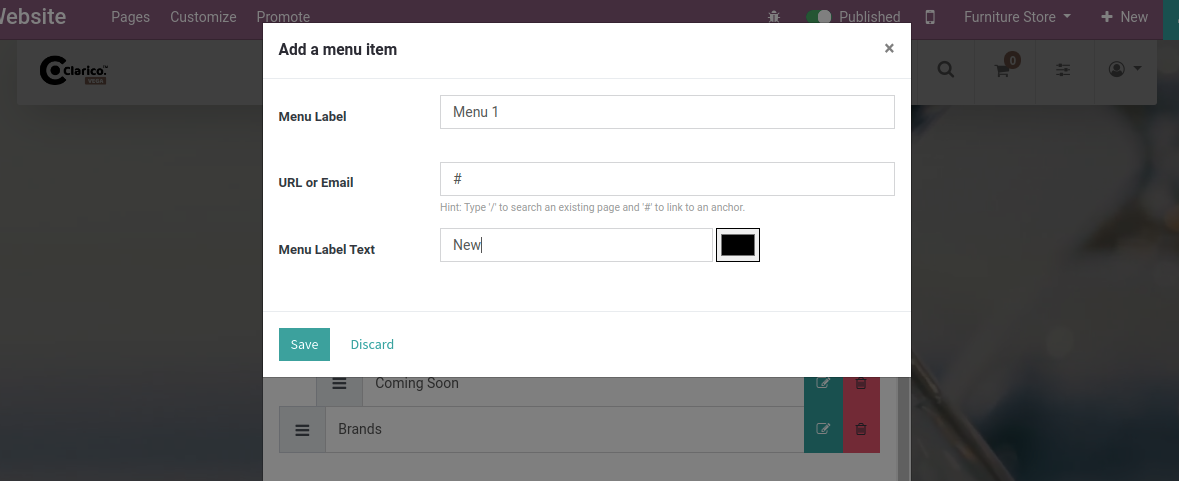 Website Pages Customize Promote Published Furniture Store New
Add a menu item ×
Clarico™
0
Menu Label Menu 1
URL or Email #
Hint: Type '/' to search an existing page and '#' to link to an anchor.
Menu Label Text New
Save Discard
Coming Soon
Brands